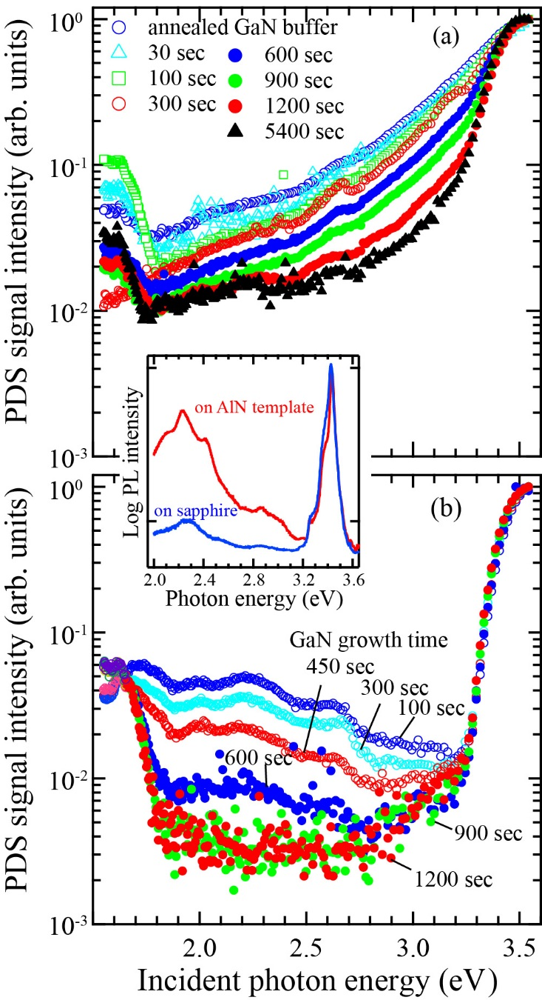 PDS signal intensity (arb. units)
10^0
10^-1
10^-2
10^-3
(a)
annealed GaN buffer
30 sec
100 sec
300 sec
600 sec
900 sec
1200 sec
5400 sec
Log PL intensity
on AlN template
on sapphire
2.0 2.4 2.8 3.2 3.6
Photon energy (eV)
PDS signal intensity (arb. units)
10^0
10^-1
10^-2
10^-3
(b)
GaN growth time
450 sec
300 sec
100 sec
600 sec
900 sec
1200 sec
2.0 2.5 3.0 3.5
Incident photon energy (eV)